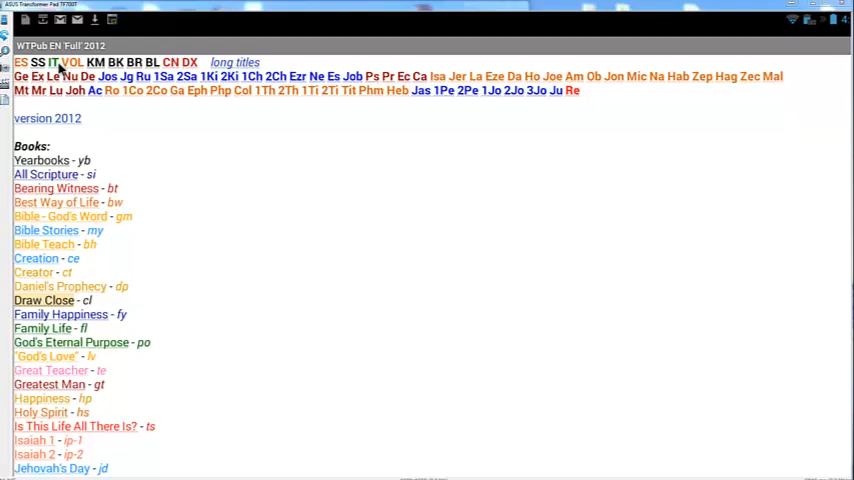 ASUS Transformer Pad TF700T
WTPub EN 'Full' 2012
ES SS IT VOL KM BK BR BL CN DX long titles
Ge Ex Le Nu De Jos Jg Ru 1Sa 2Sa 1Ki 2Ki 1Ch 2Ch Ezr Ne Es Job Ps Pr Ec Ca Isa Jer La Eze Da Ho Joe Am Ob Jon Mic Na Hab Zep Hag Zec Mal
Mt Mr Lu Joh Ac Ro 1Co 2Co Ga Eph Php Col 1Th 2Th 1Ti 2Ti Tit Phm Heb Jas 1Pe 2Pe 1Jo 2Jo 3Jo Ju Re
version 2012
Books:
Yearbooks - yb
All Scripture - si
Bearing Witness - bt
Best Way of Life - bw
Bible - God's Word - gm
Bible Stories - my
Bible Teach - bh
Creation - ce
Creator - ct
Daniel's Prophecy - dp
Draw Close - cl
Family Happiness - fy
Family Life - fl
God's Eternal Purpose - po
"God's Love" - lv
Great Teacher - te
Greatest Man - gt
Happiness - hp
Holy Spirit - hs
Is This Life All There Is? - ts
Isaiah 1 - ip-1
Isaiah 2 - ip-2
Jehovah's Day - jd